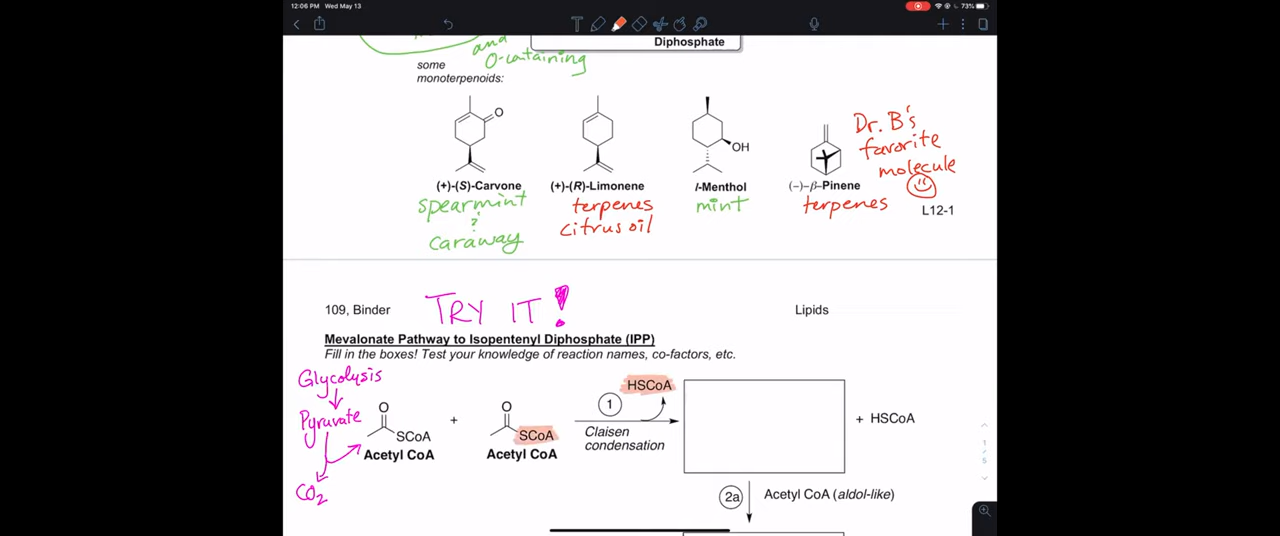 12:06 PM Wed May 13
73%
and
O-containing
Diphosphate
some
monoterpenoids:
O
OH
(+)-(S)-Carvone
(+)-(R)-Limonene
l-Menthol
(−)-β-Pinene
spearmint
?
caraway
terpenes
citrus oil
mint
terpenes
Dr. B's
favorite
molecule
L12-1
109, Binder
TRY IT!
Lipids
Mevalonate Pathway to Isopentenyl Diphosphate (IPP)
Fill in the boxes! Test your knowledge of reaction names, co-factors, etc.
Glycolysis
Pyruvate
CO2
O
SCoA
Acetyl CoA
+
O
SCoA
Acetyl CoA
1
HSCoA
Claisen
condensation
+ HSCoA
2a
Acetyl CoA (aldol-like)
1
/
5